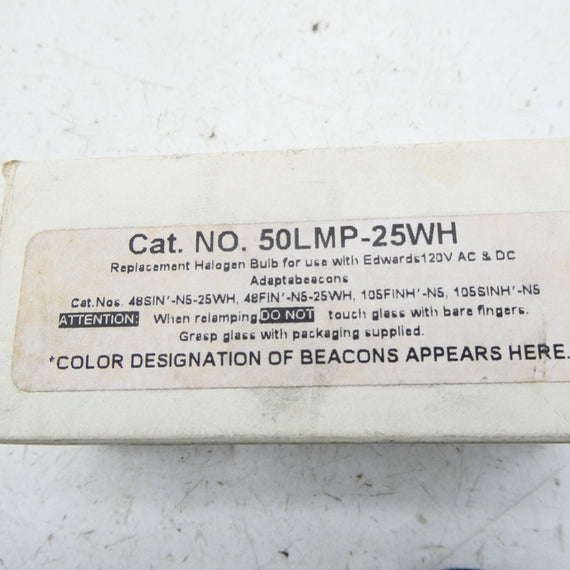 Cat. NO. 50LMP-25WH
Replacement Halogen Bulb for use with Edwards120V AC & DC
Adaptabeacons
Cat.Nos. 48SIN*-N5-25WH, 48FIN*-N5-25WH, 105FINH*-N5, 105SINH*-N5
ATTENTION: When relamping DO NOT touch glass with bare fingers.
Grasp glass with packaging supplied.
*COLOR DESIGNATION OF BEACONS APPEARS HERE.